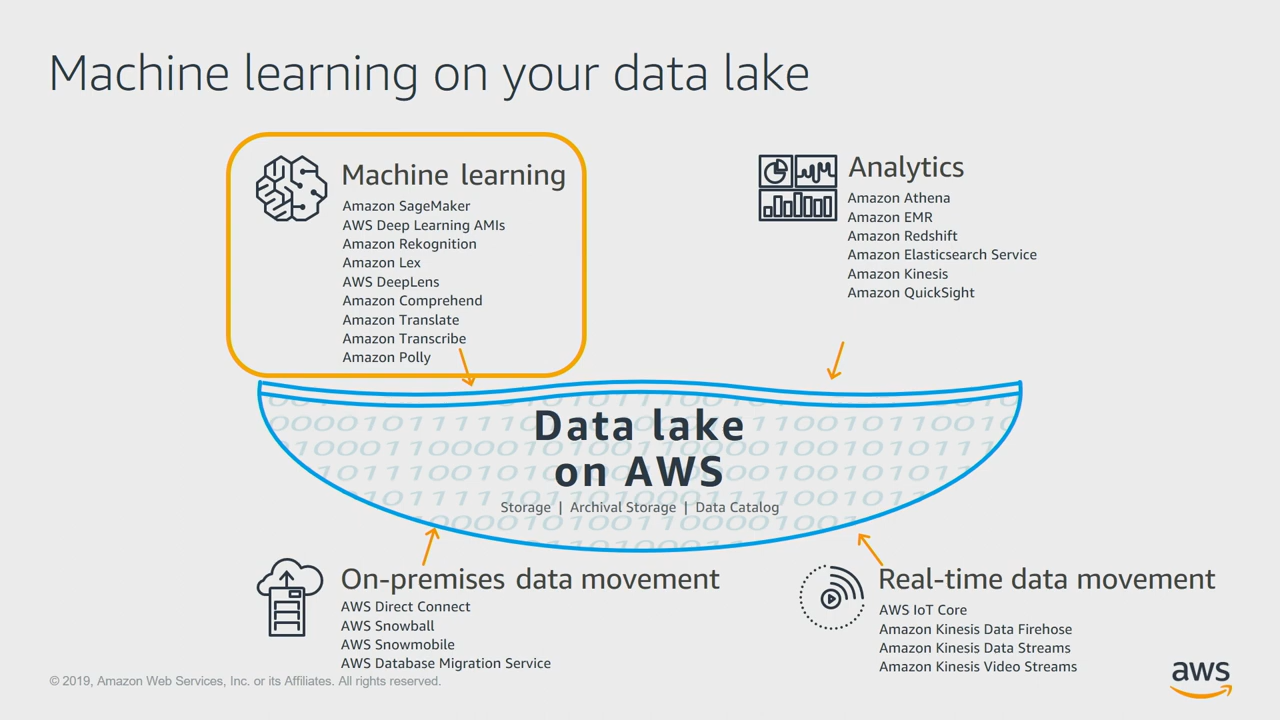 Machine learning on your data lake
Machine learning
Amazon SageMaker
AWS Deep Learning AMIs
Amazon Rekognition
Amazon Lex
AWS DeepLens
Amazon Comprehend
Amazon Translate
Amazon Transcribe
Amazon Polly
Analytics
Amazon Athena
Amazon EMR
Amazon Redshift
Amazon Elasticsearch Service
Amazon Kinesis
Amazon QuickSight
Data lake
on AWS
Storage | Archival Storage | Data Catalog
On-premises data movement
AWS Direct Connect
AWS Snowball
AWS Snowmobile
AWS Database Migration Service
Real-time data movement
AWS IoT Core
Amazon Kinesis Data Firehose
Amazon Kinesis Data Streams
Amazon Kinesis Video Streams
© 2019, Amazon Web Services, Inc. or its Affiliates. All rights reserved.
aws